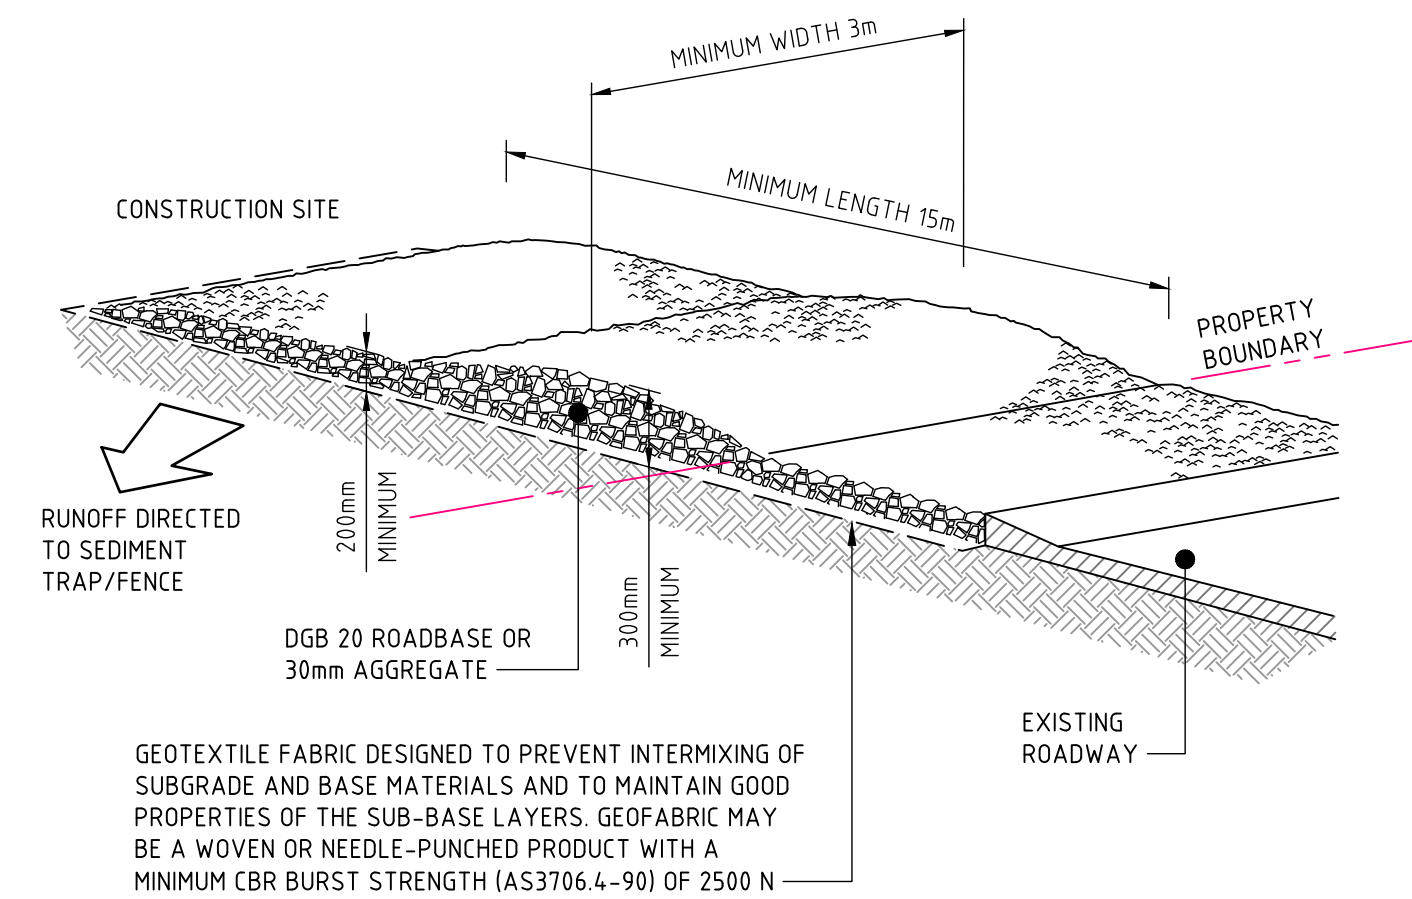 MINIMUM WIDTH 3m
MINIMUM LENGTH 15m
CONSTRUCTION SITE
PROPERTY
BOUNDARY
200mm
MINIMUM
RUNOFF DIRECTED
TO SEDIMENT
TRAP/FENCE
300mm
MINIMUM
DGB 20 ROADBASE OR
30mm AGGREGATE
EXISTING
ROADWAY
GEOTEXTILE FABRIC DESIGNED TO PREVENT INTERMIXING OF
SUBGRADE AND BASE MATERIALS AND TO MAINTAIN GOOD
PROPERTIES OF THE SUB-BASE LAYERS. GEOFABRIC MAY
BE A WOVEN OR NEEDLE-PUNCHED PRODUCT WITH A
MINIMUM CBR BURST STRENGTH (AS3706.4-90) OF 2500 N